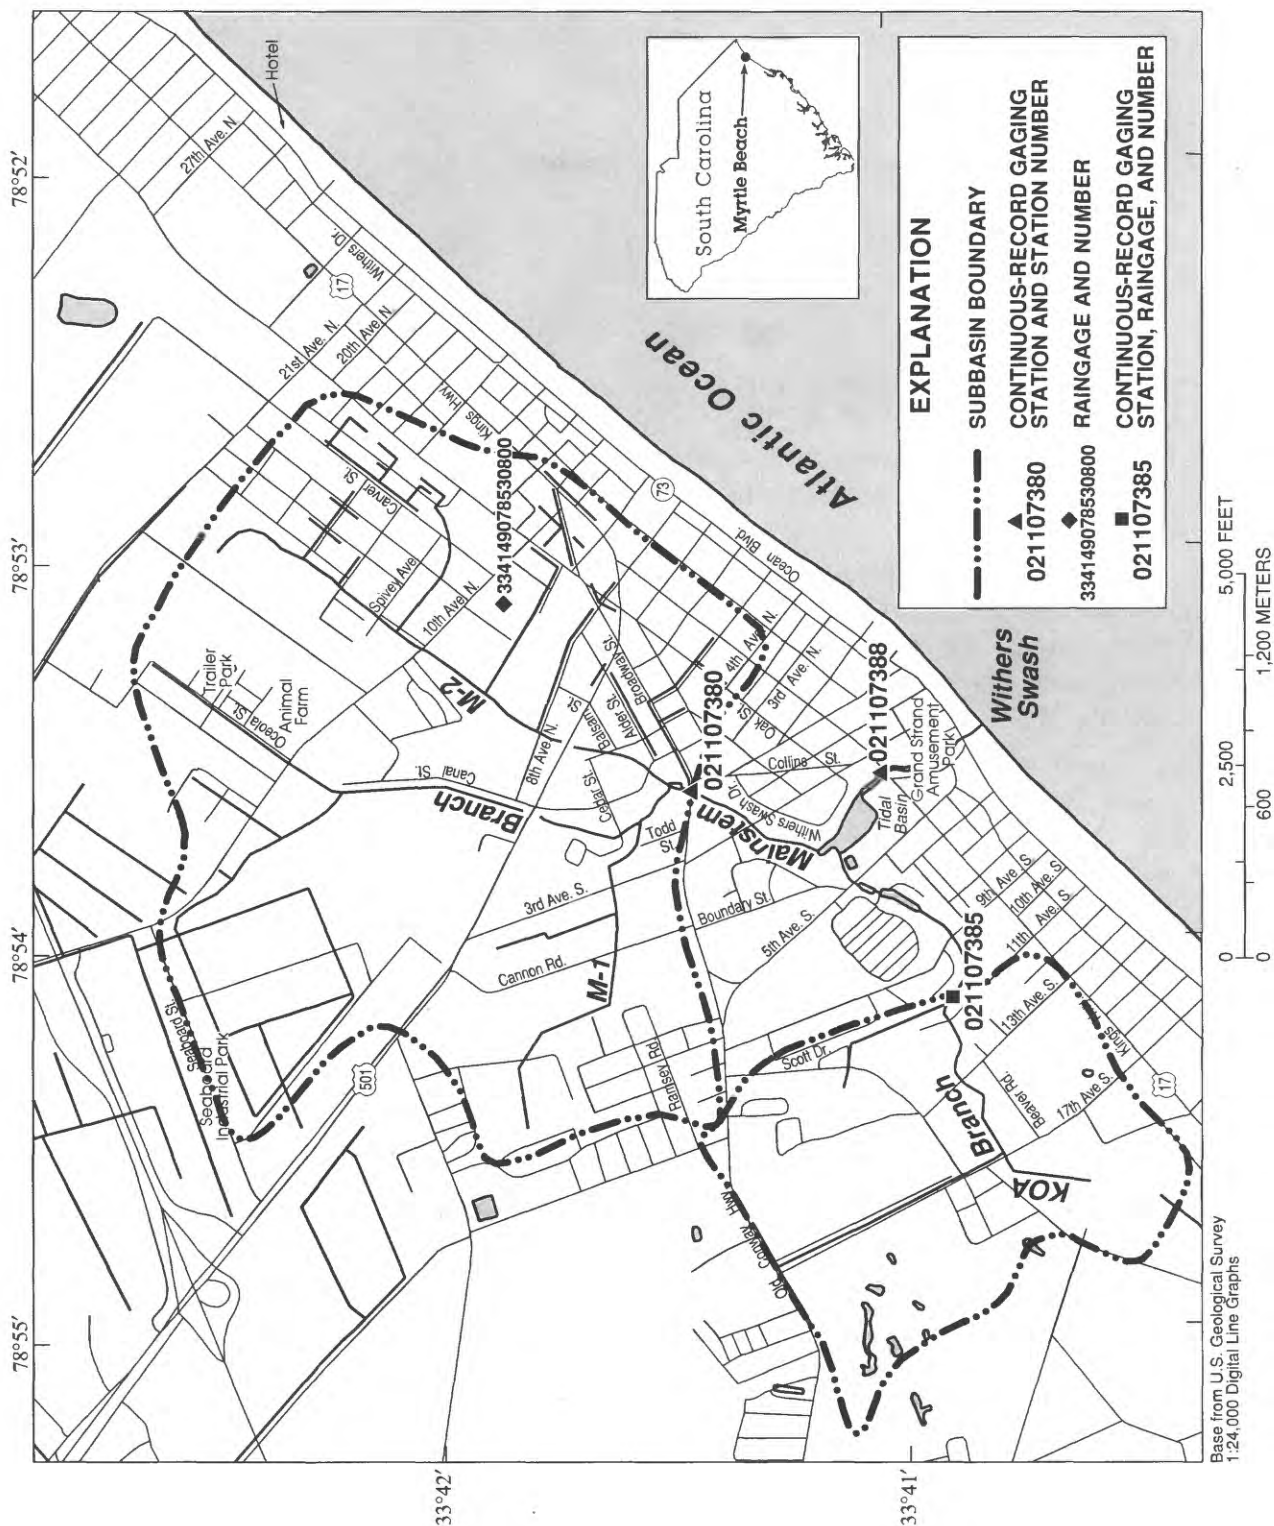 78°55'
78°54'
78°53'
78°52'
33°42'
33°41'
Hotel
27th Ave. N.
Withers Dr.
17
21st Ave. N.
20th Ave. N.
Kings Hwy
Carver St.
Spivey Ave.
10th Ave. N.
334149078530800
73
Ocean Blvd.
Trailer Park
Osceola St.
Animal Farm
M-2
Canal St.
Branch
8th Ave. N.
Balsam St.
Alder St.
Broadway St.
Cedar St.
4th Ave. N.
3rd Ave. N.
Oak St.
021107380
Collins St.
021107388
Todd St.
Withers Swash Dr.
Mainstem
Tidal Basin
Grand Strand Amusement Park
Withers
Swash
Atlantic Ocean
Seaboard St.
Seaboard Industrial Park
501
3rd Ave. S.
Cannon Rd.
M-1
Boundary St.
5th Ave. S.
Ramsey Rd.
Scott Dr.
021107385
9th Ave. S
10th Ave. S
11th Ave. S
13th Ave. S.
Kings
17
17th Ave. S.
Beaver Rd.
Branch
KOA
Old Conway Hwy
South Carolina
Myrtle Beach
EXPLANATION
SUBBASIN BOUNDARY
021107380
CONTINUOUS-RECORD GAGING
STATION AND STATION NUMBER
334149078530800
RAINGAGE AND NUMBER
021107385
CONTINUOUS-RECORD GAGING
STATION, RAINGAGE, AND NUMBER
Base from U.S. Geological Survey
1:24,000 Digital Line Graphs
0 2,500 5,000 FEET
0 600 1,200 METERS